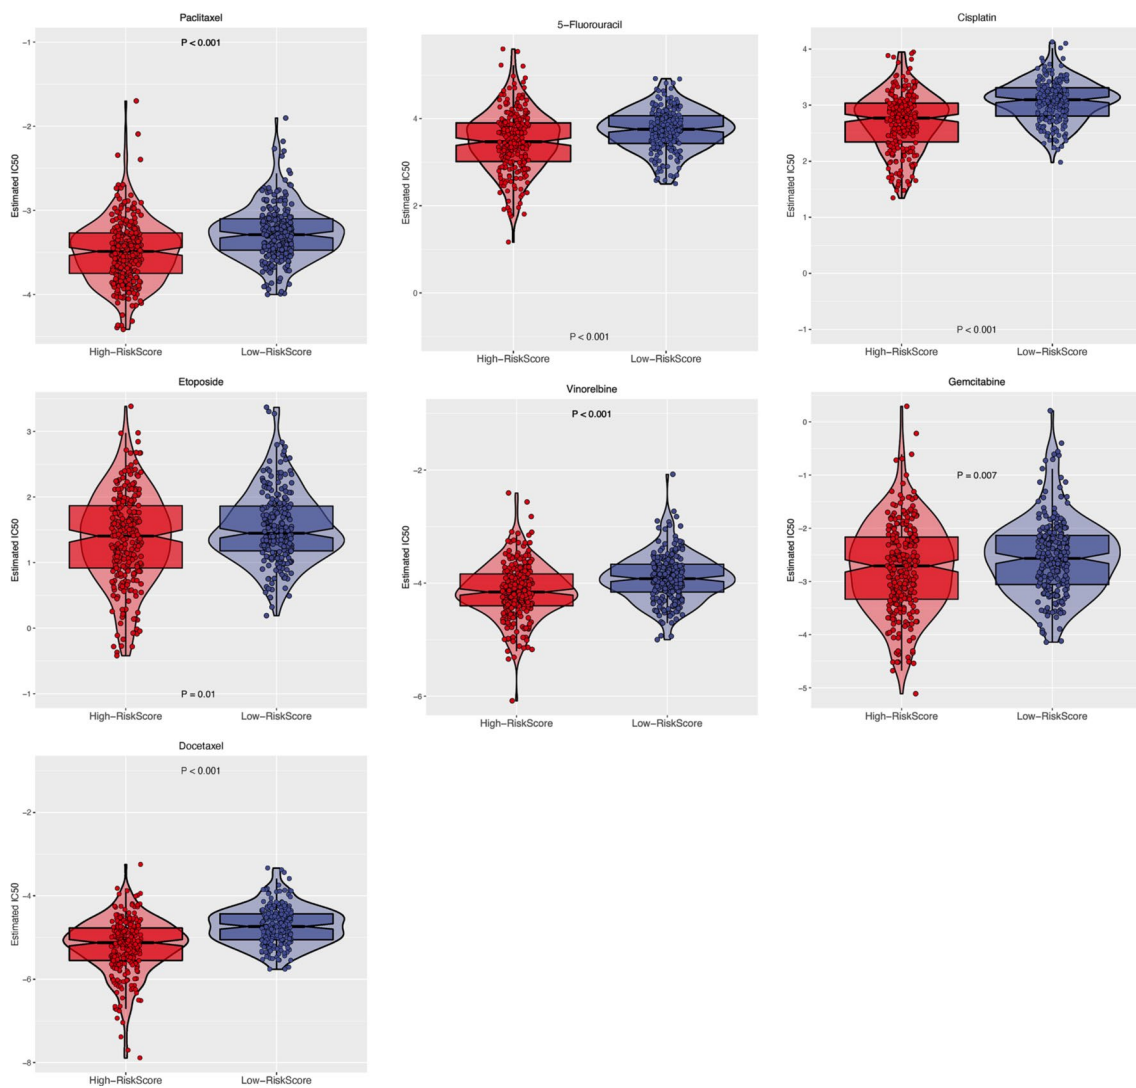 Paclitaxel
P < 0.001
Estimated IC50
−1
−2
−3
−4
High−RiskScore
Low−RiskScore
5−Fluorouracil
Estimated IC50
4
2
0
P < 0.001
High−RiskScore
Low−RiskScore
Cisplatin
Estimated IC50
4
3
2
1
0
−1
P < 0.001
High−RiskScore
Low−RiskScore
Etoposide
Estimated IC50
3
2
1
0
−1
P = 0.01
High−RiskScore
Low−RiskScore
Vinorelbine
P < 0.001
Estimated IC50
−2
−4
−6
High−RiskScore
Low−RiskScore
Gemcitabine
P = 0.007
Estimated IC50
0
−1
−2
−3
−4
−5
High−RiskScore
Low−RiskScore
Docetaxel
P < 0.001
Estimated IC50
−2
−4
−6
−8
High−RiskScore
Low−RiskScore